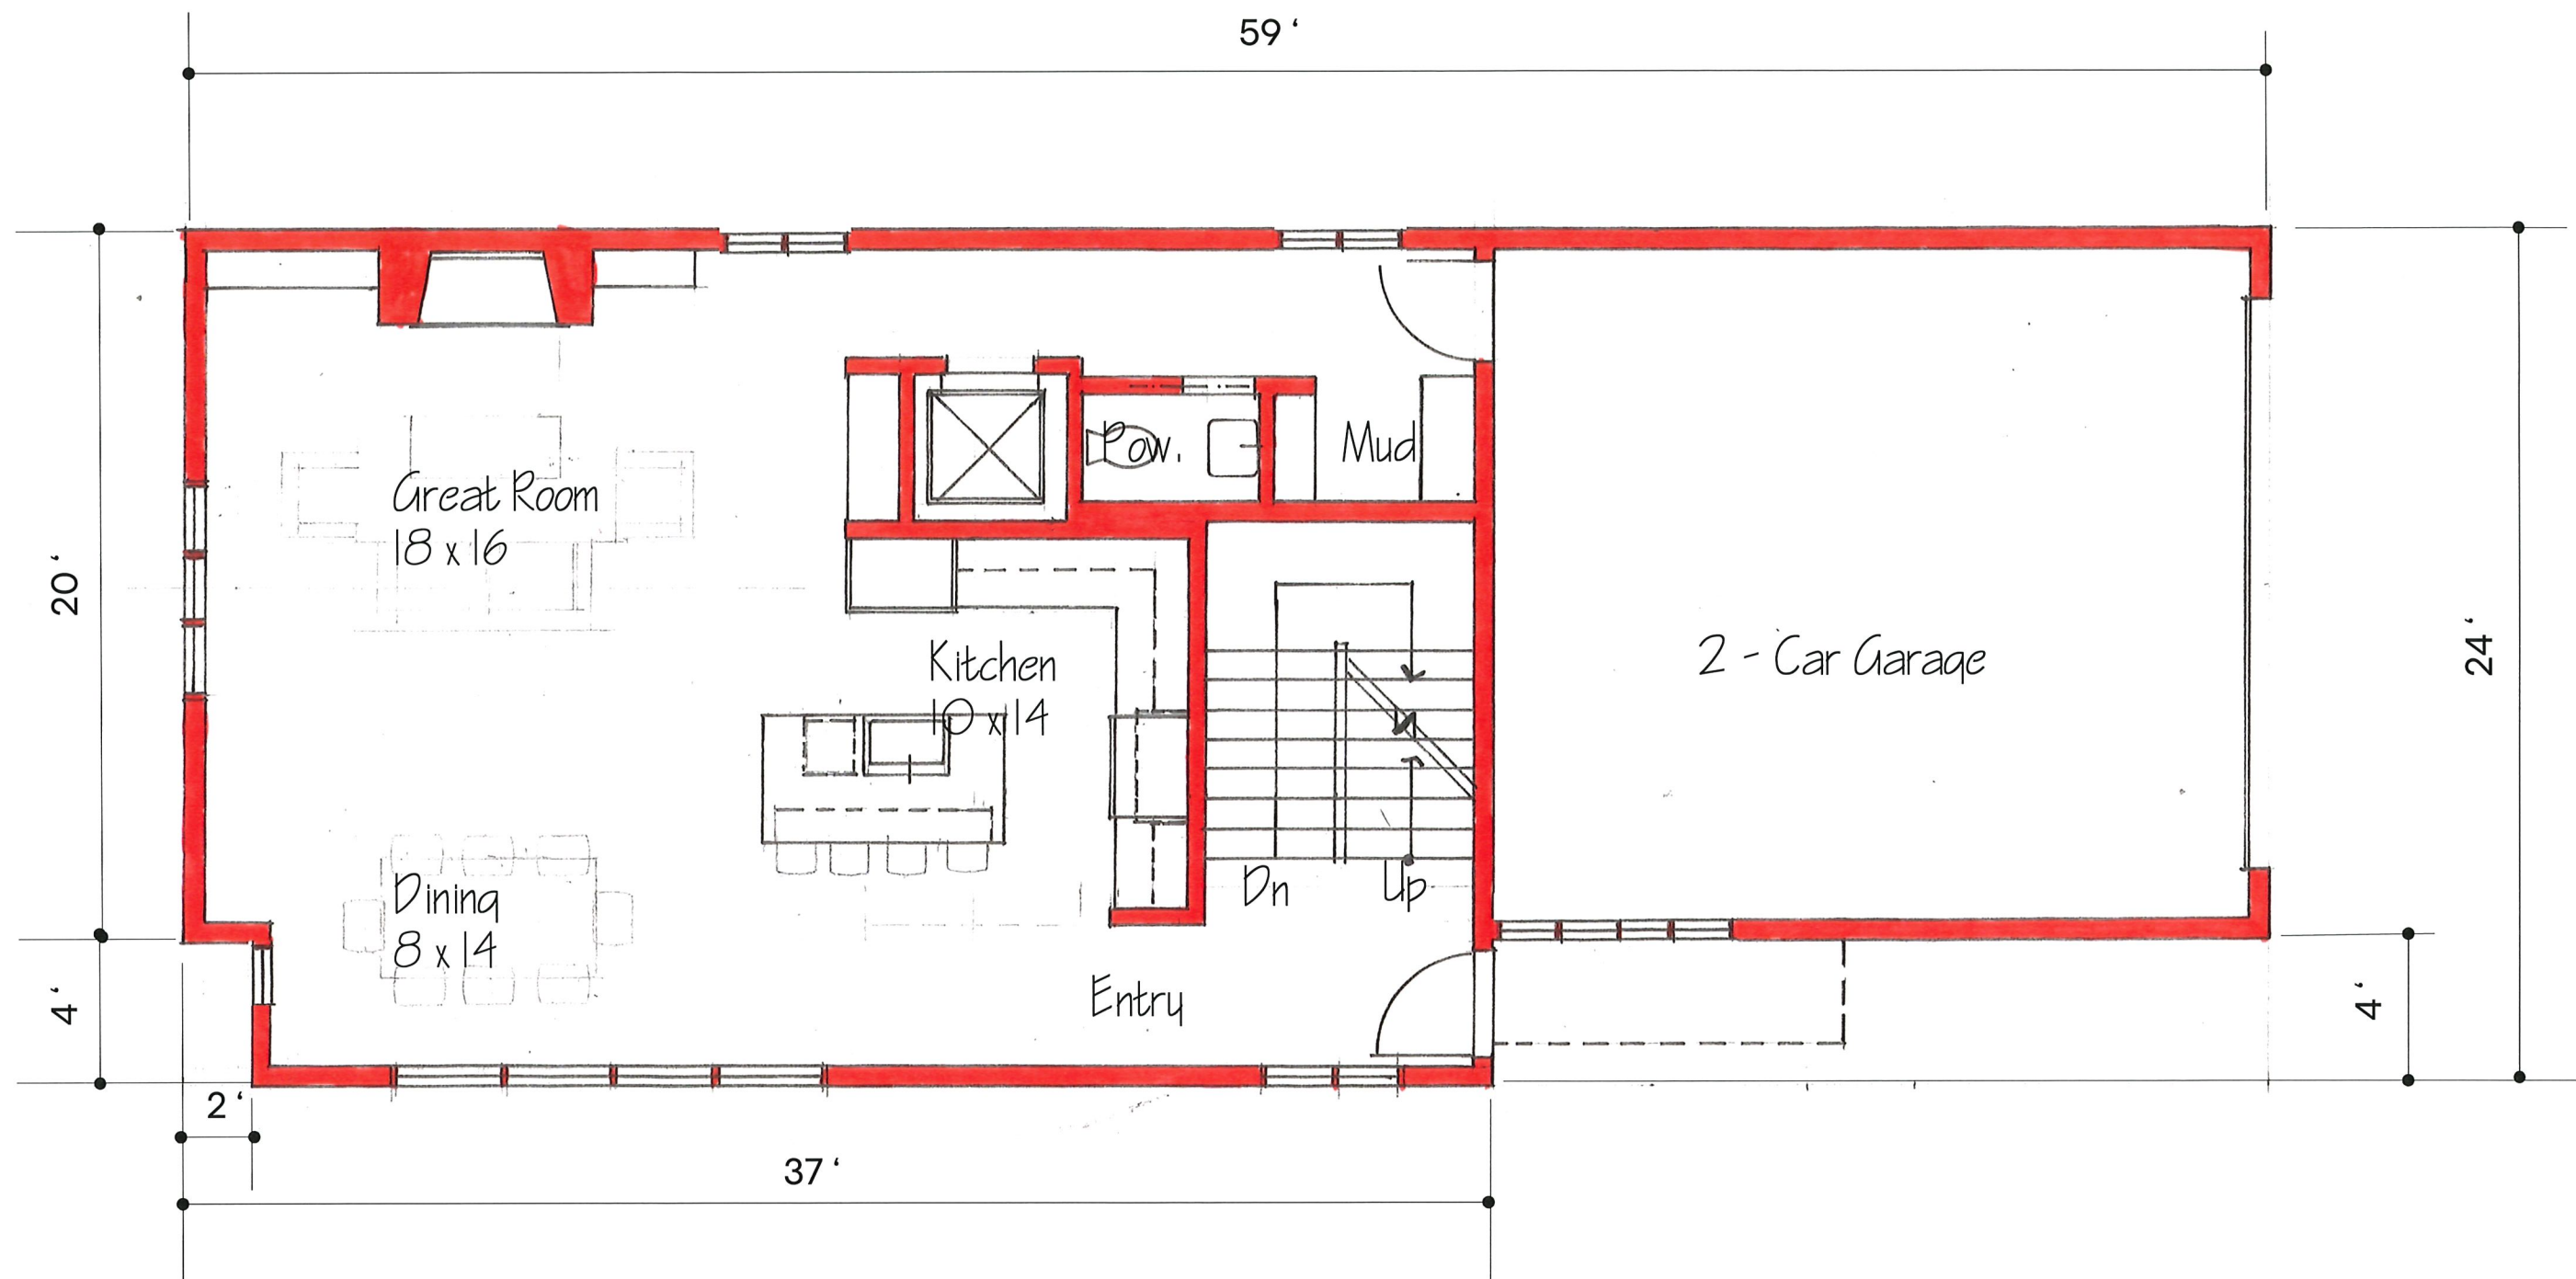 59 ‘
Great Room
18 x 16
Pow.
Mud
20 ‘
Kitchen
10 x 14
2 - Car Garage
24 ‘
Dining
8 x 14
Dn
Up
Entry
4 ‘
4 ‘
2 ‘
37 ‘